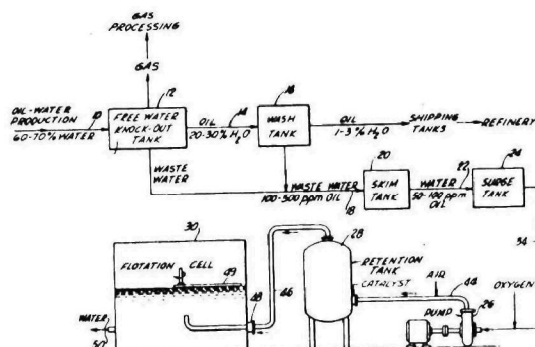 GAS
PROCESSING
GAS
12
OIL-WATER
PRODUCTION
10
60-70% WATER
FREE WATER
KNOCK-OUT
TANK
OIL
14
20-30% H₂O
16
WASH
TANK
OIL
1-3% H₂O
SHIPPING
TANKS
REFINERY
WASTE
WATER
WASTE WATER
100-500 ppm OIL
18
20
SKIM
TANK
WATER
22
50-100 ppm
OIL
24
SURGE
TANK
30
FLOTATION CELL
49
WATER
50
48
46
28
RETENTION
TANK
CATALYST
AIR
44
PUMP
26
34
OXYGEN